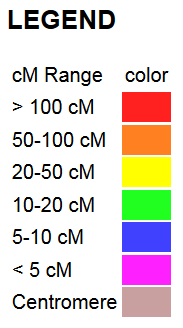 LEGEND
cM Range color
> 100 cM
50-100 cM
20-50 cM
10-20 cM
5-10 cM
< 5 cM
Centromere